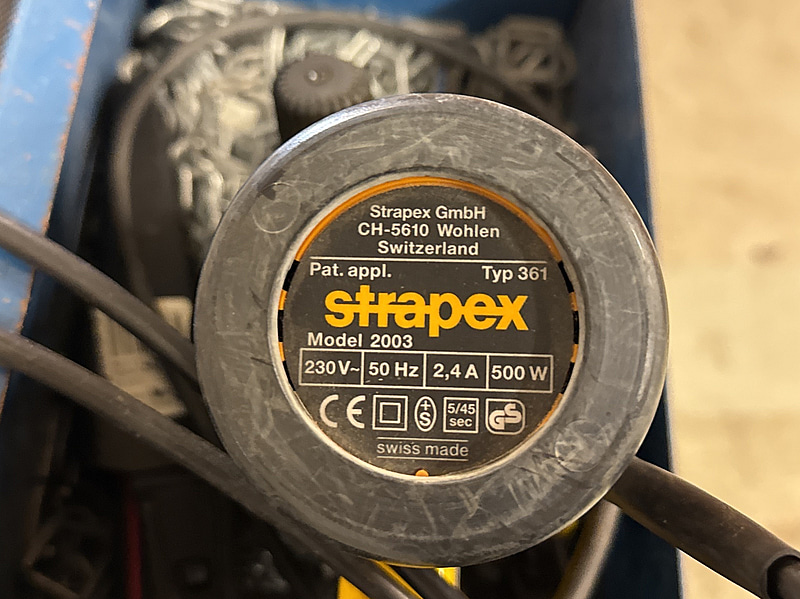 Strapex GmbH
CH-5610 Wohlen
Switzerland
Pat. appl. Typ 361
strapex
Model 2003
230 V~ 50 Hz 2,4 A 500 W
CE +S 5/45 sec GS
swiss made